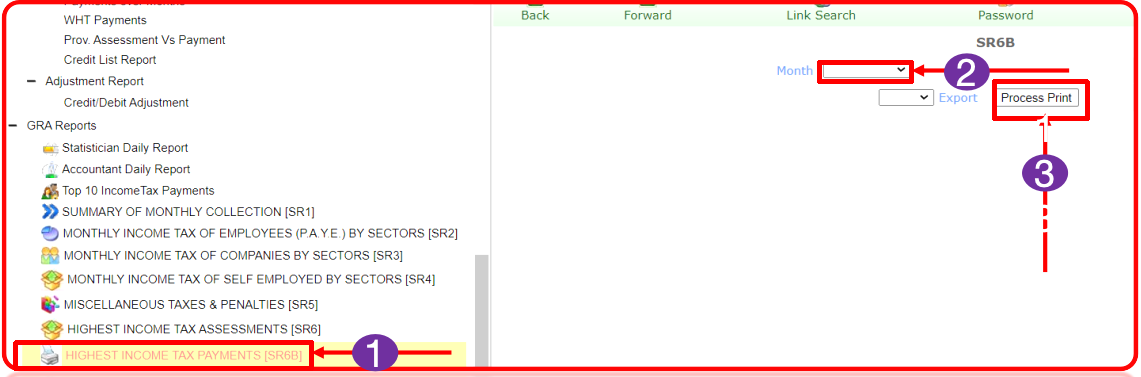 WHT Payments
Prov. Assessment Vs Payment
Credit List Report
Adjustment Report
Credit/Debit Adjustment
GRA Reports
Statistician Daily Report
Accountant Daily Report
Top 10 IncomeTax Payments
SUMMARY OF MONTHLY COLLECTION [SR1]
MONTHLY INCOME TAX OF EMPLOYEES (P.A.Y.E.) BY SECTORS [SR2]
MONTHLY INCOME TAX OF COMPANIES BY SECTORS [SR3]
MONTHLY INCOME TAX OF SELF EMPLOYED BY SECTORS [SR4]
MISCELLANEOUS TAXES & PENALTIES [SR5]
HIGHEST INCOME TAX ASSESSMENTS [SR6]
HIGHEST INCOME TAX PAYMENTS [SR6B]
1
Back Forward Link Search Password
SR6B
Month
2
Export Process Print
3